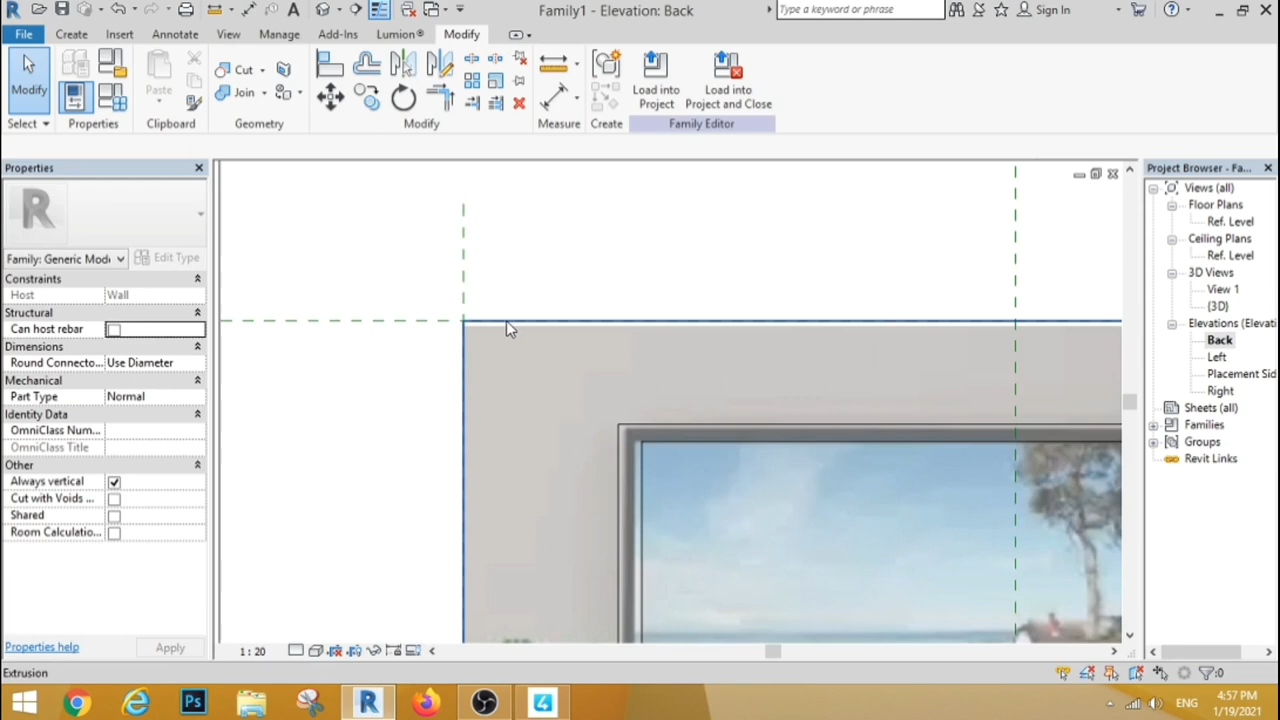 Family1 - Elevation: Back
Type a keyword or phrase
Sign In
File Create Insert Annotate View Manage Add-Ins Lumion® Modify
Modify
Paste
Cut
Join
Load into Project
Load into Project and Close
Select Properties Clipboard Geometry Modify Measure Create Family Editor
Properties
Family: Generic Mode
Edit Type
Constraints
Host Wall
Structural
Can host rebar
Dimensions
Round Connecto... Use Diameter
Mechanical
Part Type Normal
Identity Data
OmniClass Num...
OmniClass Title
Other
Always vertical
Cut with Voids ...
Shared
Room Calculatio...
Properties help
Apply
1 : 20
Project Browser - Fa...
Views (all)
Floor Plans
Ref. Level
Ceiling Plans
Ref. Level
3D Views
View 1
{3D}
Elevations (Elevati
Back
Left
Placement Sid
Right
Sheets (all)
Families
Groups
Revit Links
Extrusion
:0
ENG
4:57 PM
1/19/2021